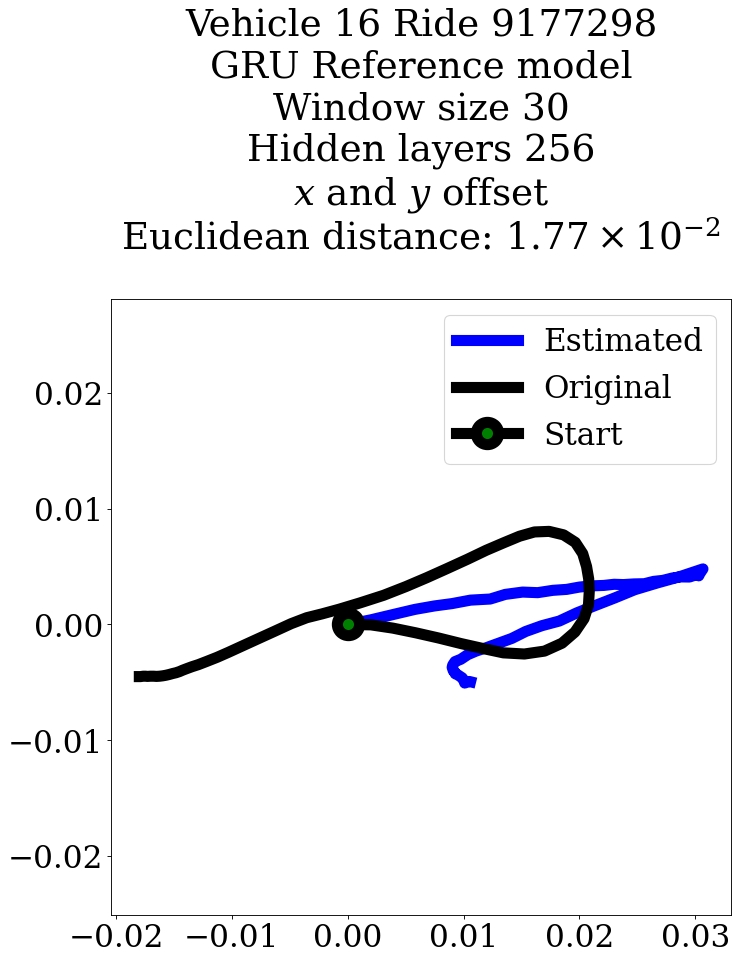 Vehicle 16 Ride 9177298
GRU Reference model
Window size 30
Hidden layers 256
x and y offset
Euclidean distance: 1.77 × 10⁻²
Estimated
Original
Start
0.02
0.01
0.00
−0.01
−0.02
−0.02 −0.01 0.00 0.01 0.02 0.03